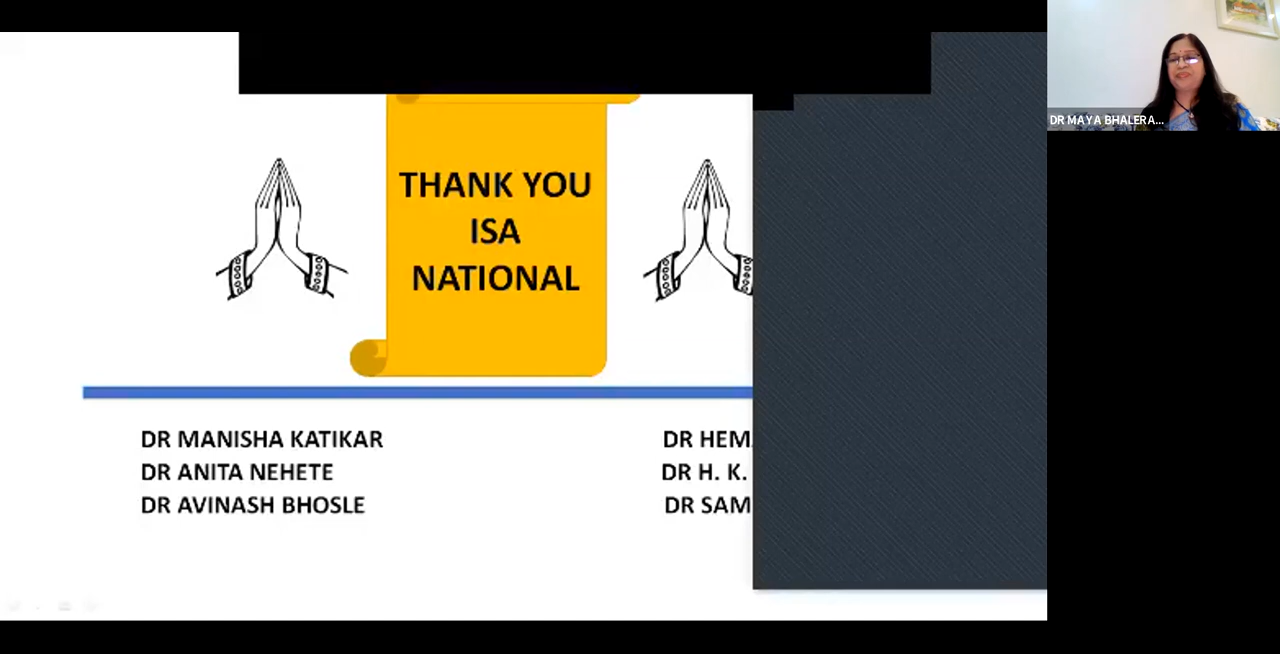 THANK YOU
ISA
NATIONAL
DR MANISHA KATIKAR
DR ANITA NEHETE
DR AVINASH BHOSLE
DR HEM
DR H. K.
DR SAM
DR MAYA BHALERA...